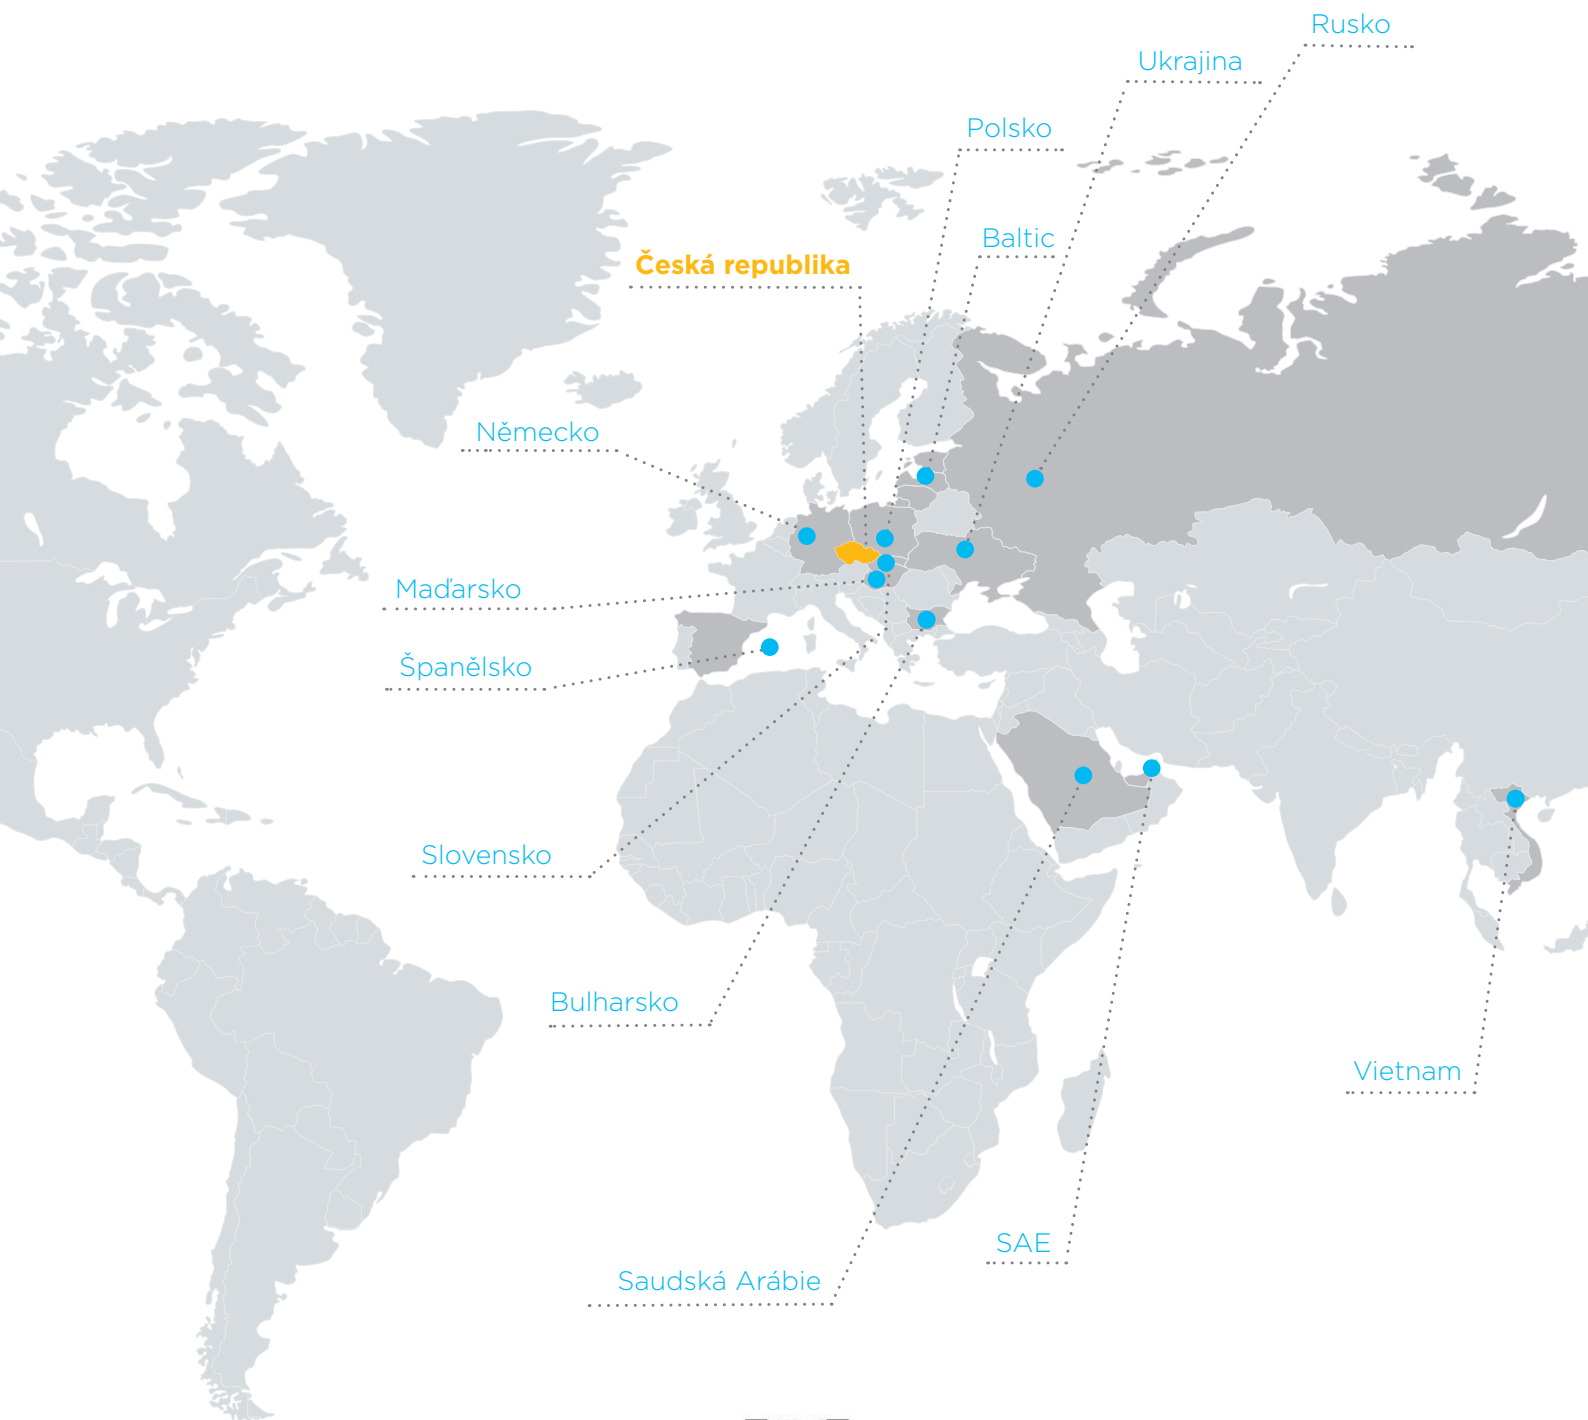 Rusko
Ukrajina
Polsko
Baltic
Česká republika
Německo
Maďarsko
Španělsko
Slovensko
Bulharsko
Vietnam
SAE
Saudská Arábie